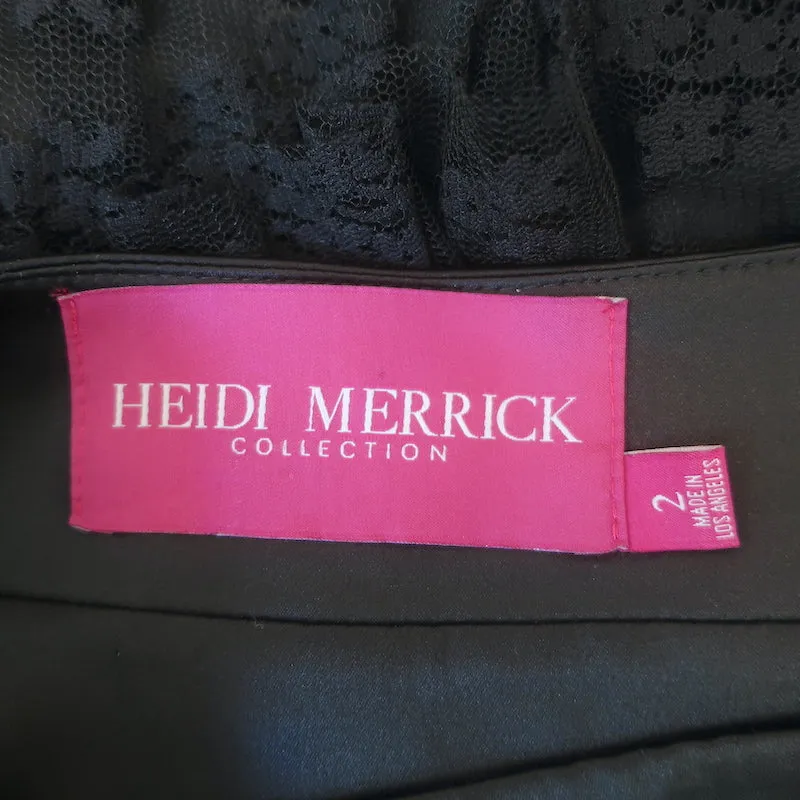 HEIDI MERRICK
COLLECTION
2
MADE IN
LOS ANGELES